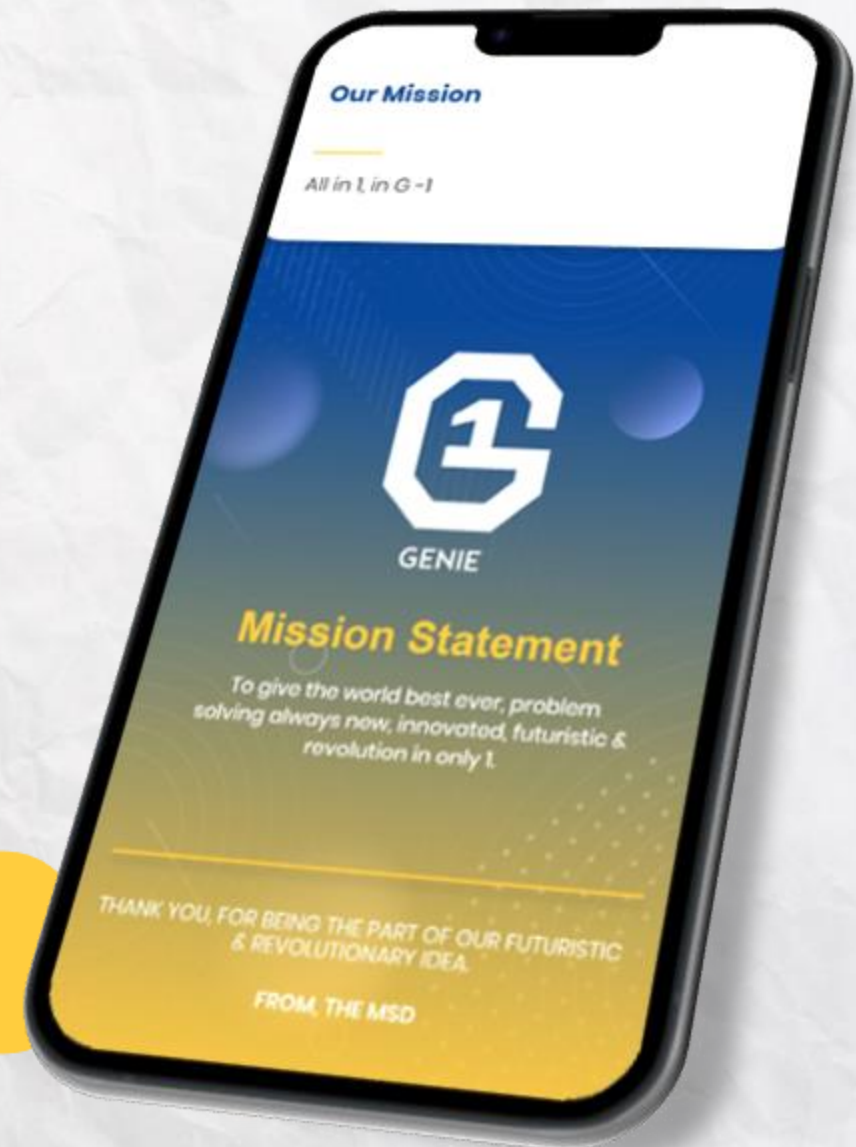 Our Mission
All in 1, in G -1
G1
GENIE
Mission Statement
To give the world best ever, problem
solving always new, innovated, futuristic &
revolution in only 1.
THANK YOU, FOR BEING THE PART OF OUR FUTURISTIC
& REVOLUTIONARY IDEA.
FROM, THE MSD